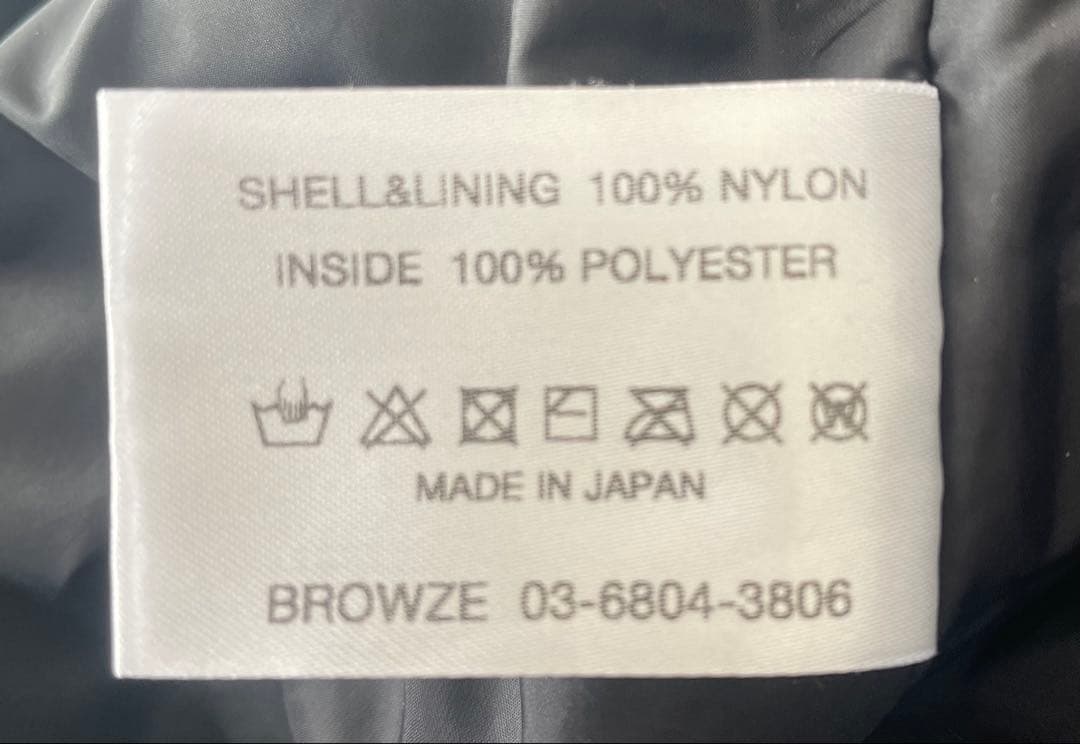 SHELL&LINING 100% NYLON
INSIDE 100% POLYESTER
W
MADE IN JAPAN
BROWZE 03-6804-3806